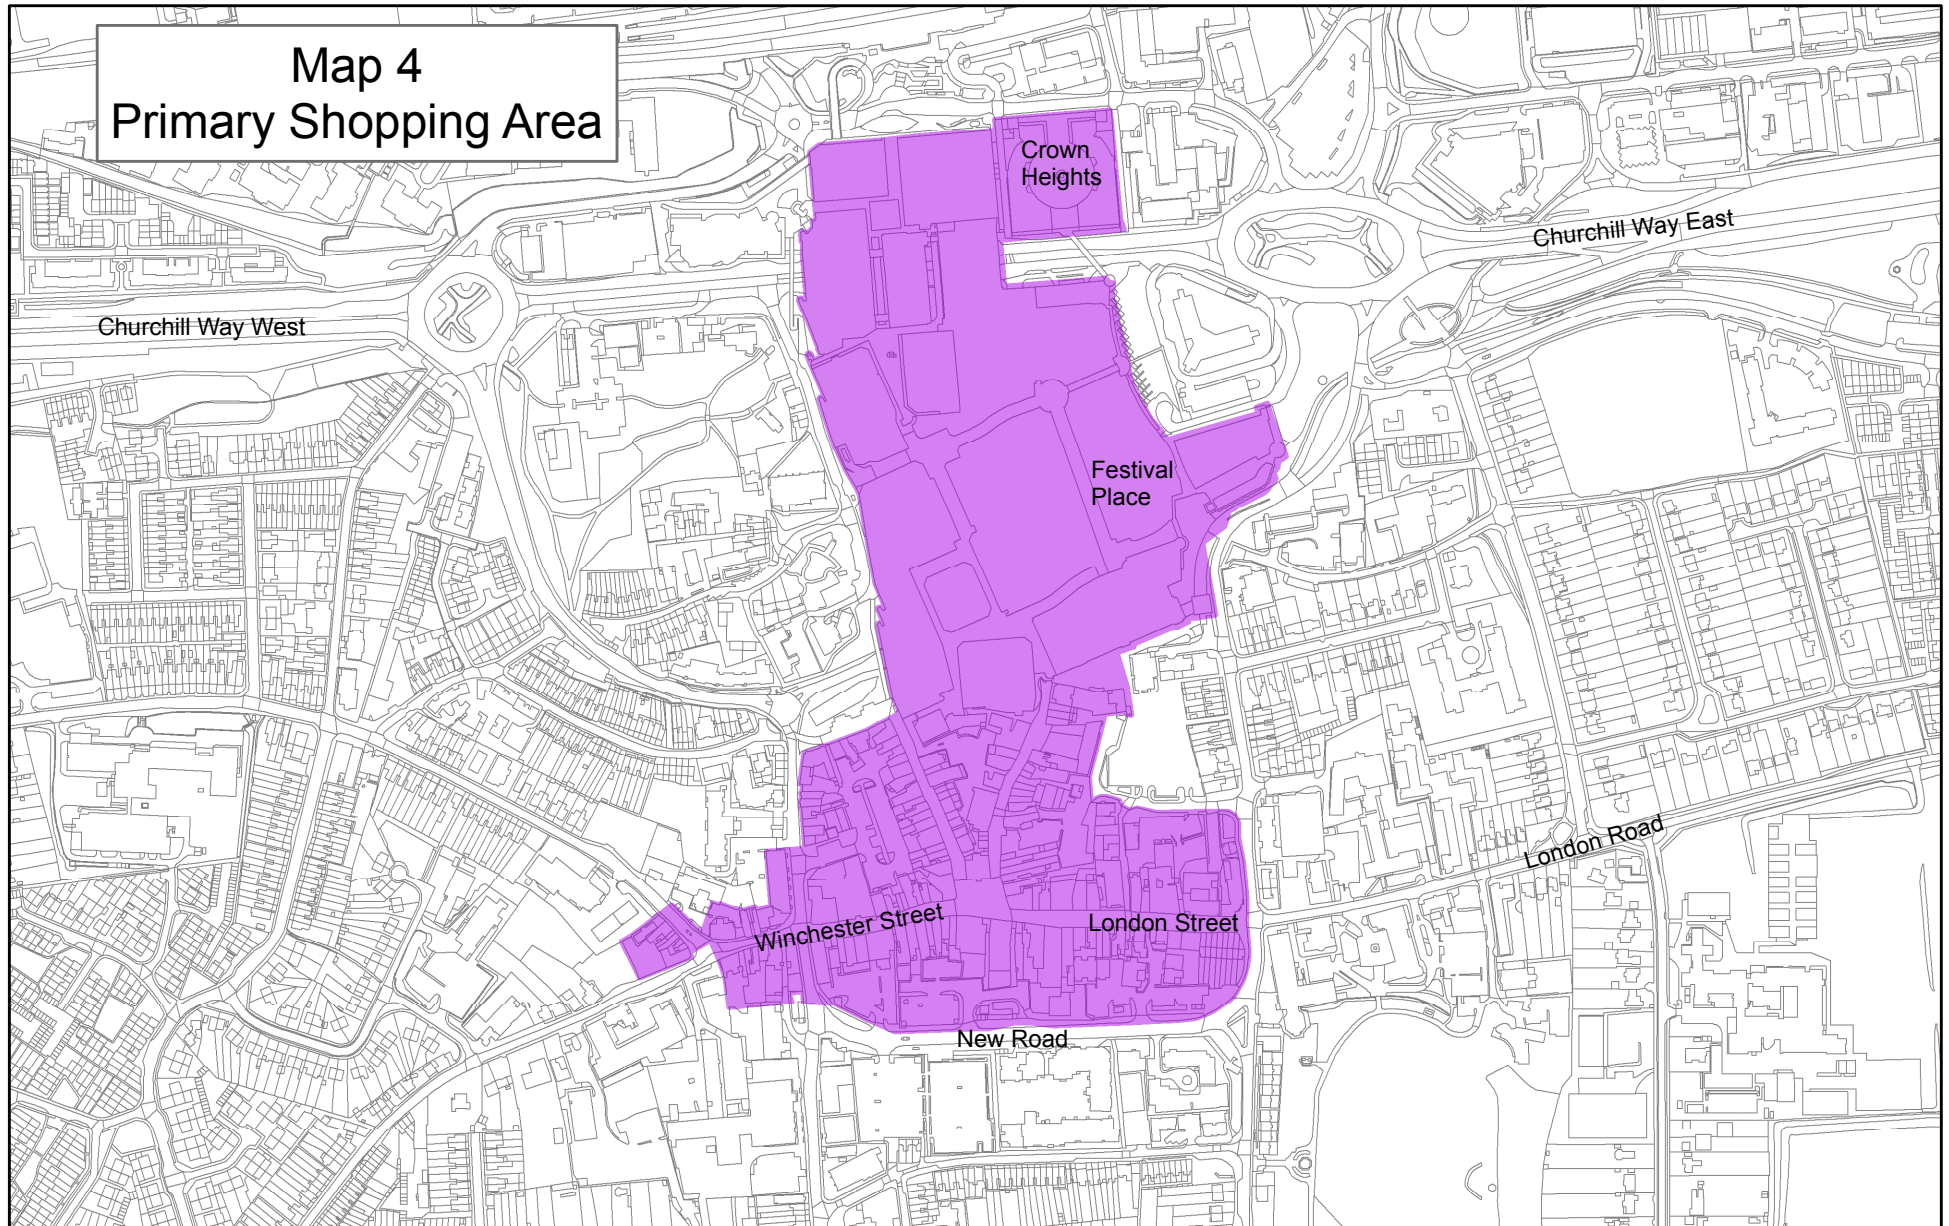 Map 4
Primary Shopping Area
Crown
Heights
Churchill Way East
Churchill Way West
Festival
Place
London Road
Winchester Street
London Street
New Road